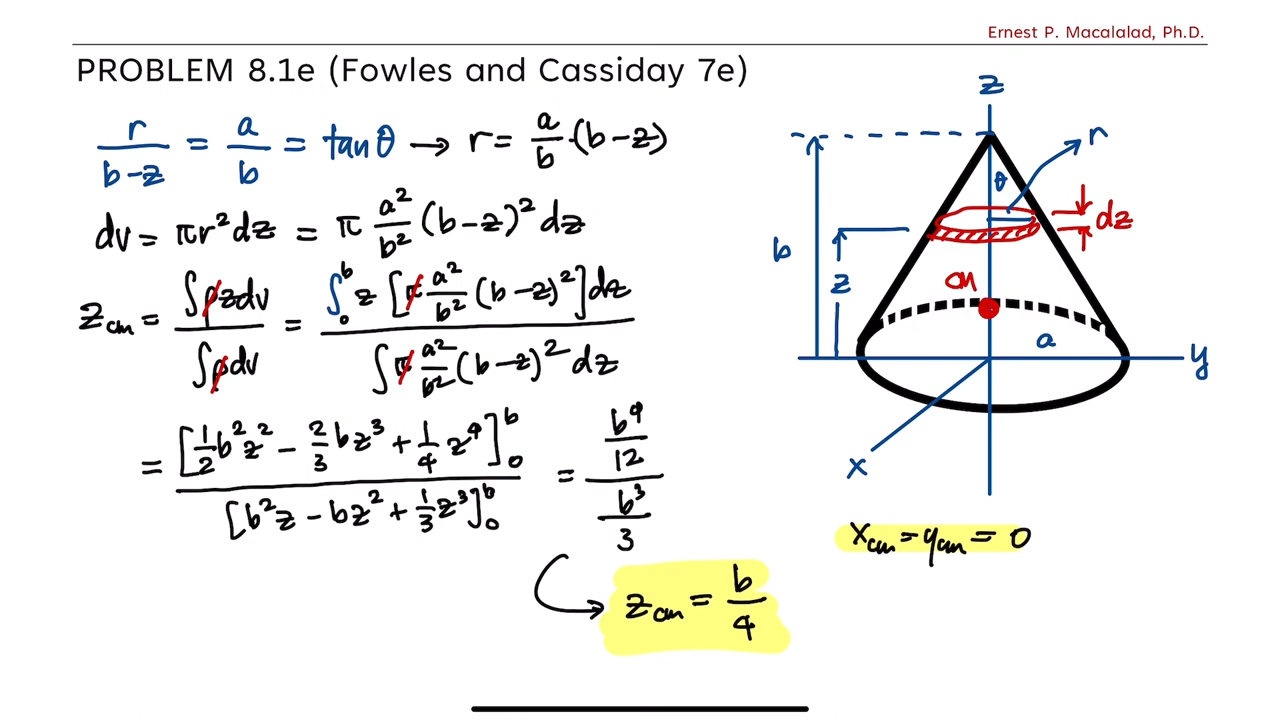 Ernest P. Macalalad, Ph.D.
PROBLEM 8.1e (Fowles and Cassiday 7e)
r/(b-z) = a/b = tanθ → r = a/b·(b-z)
dv = πr²dz = π a²/b² (b-z)² dz
z_cm = ∫ρzdv / ∫ρdv = ∫₀ᵇ z [π a²/b² (b-z)²]dz / ∫π a²/b² (b-z)² dz
= [1/2 b²z² - 2/3 bz³ + 1/4 z⁴]₀ᵇ / [b²z - bz² + 1/3 z³]₀ᵇ = (b⁴/12) / (b³/3)
z_cm = b/4
z
r
θ
dz
b
z
cm
a
y
x
x_cm = y_cm = 0